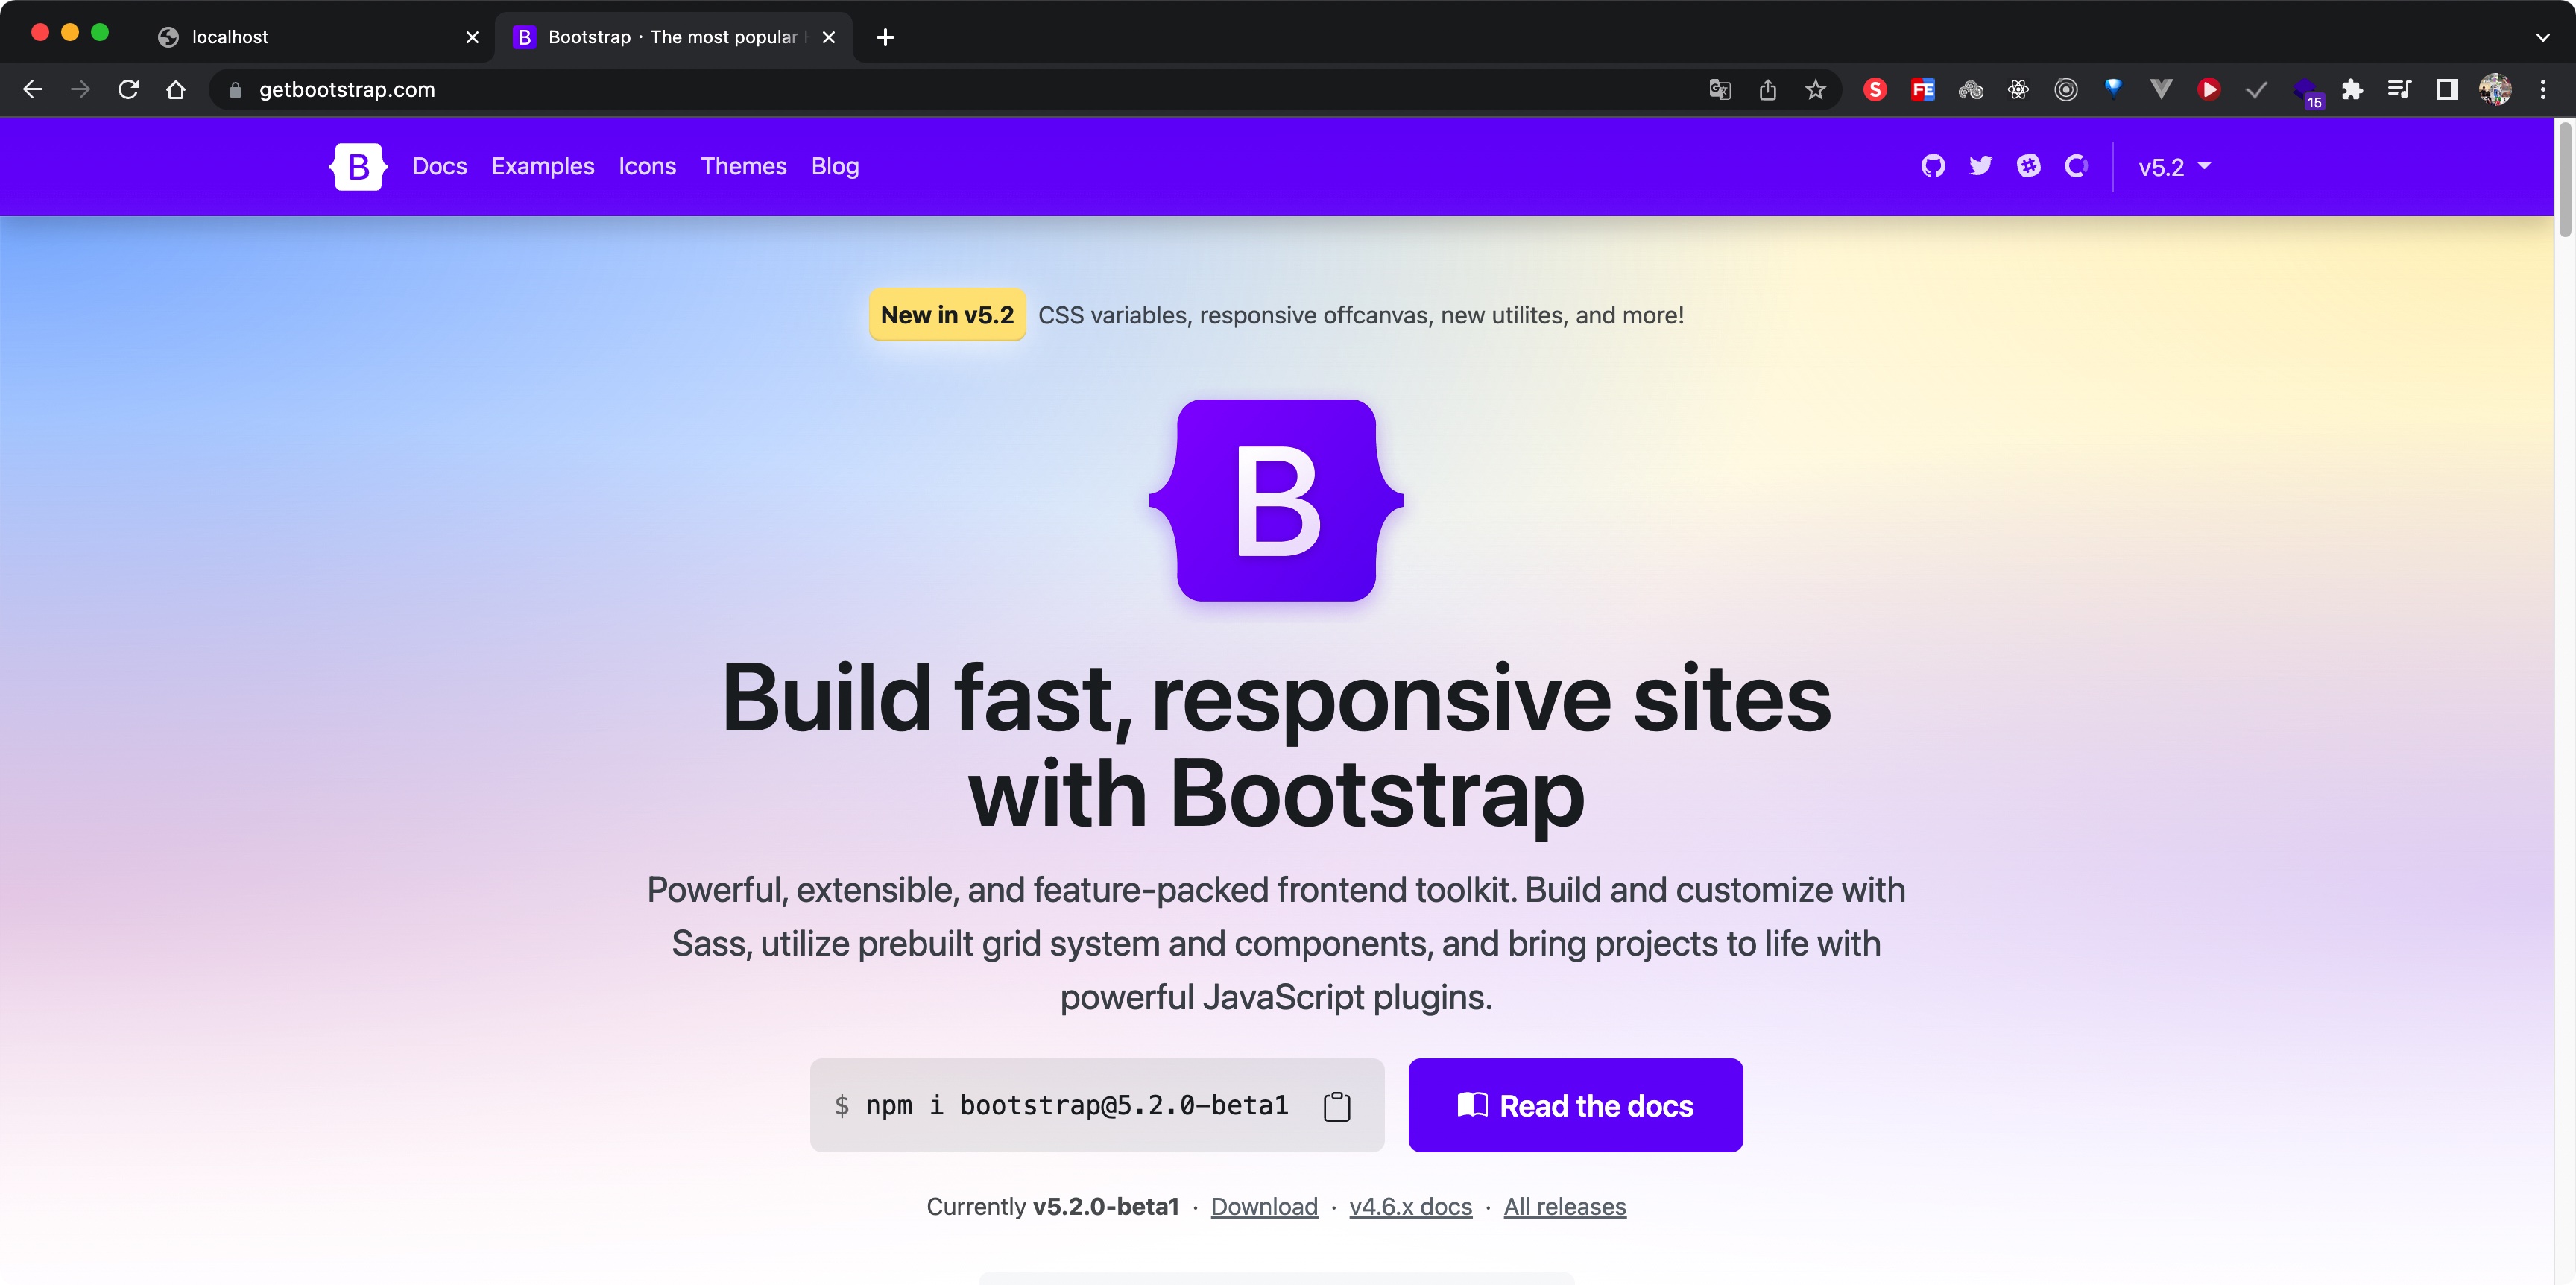 localhost
Bootstrap · The most popular
getbootstrap.com
S
FE
15
B
Docs Examples Icons Themes Blog
v5.2
New in v5.2 CSS variables, responsive offcanvas, new utilites, and more!
B
Build fast, responsive sites
with Bootstrap
Powerful, extensible, and feature-packed frontend toolkit. Build and customize with
Sass, utilize prebuilt grid system and components, and bring projects to life with
powerful JavaScript plugins.
$ npm i bootstrap@5.2.0-beta1
Read the docs
Currently v5.2.0-beta1 · Download · v4.6.x docs · All releases